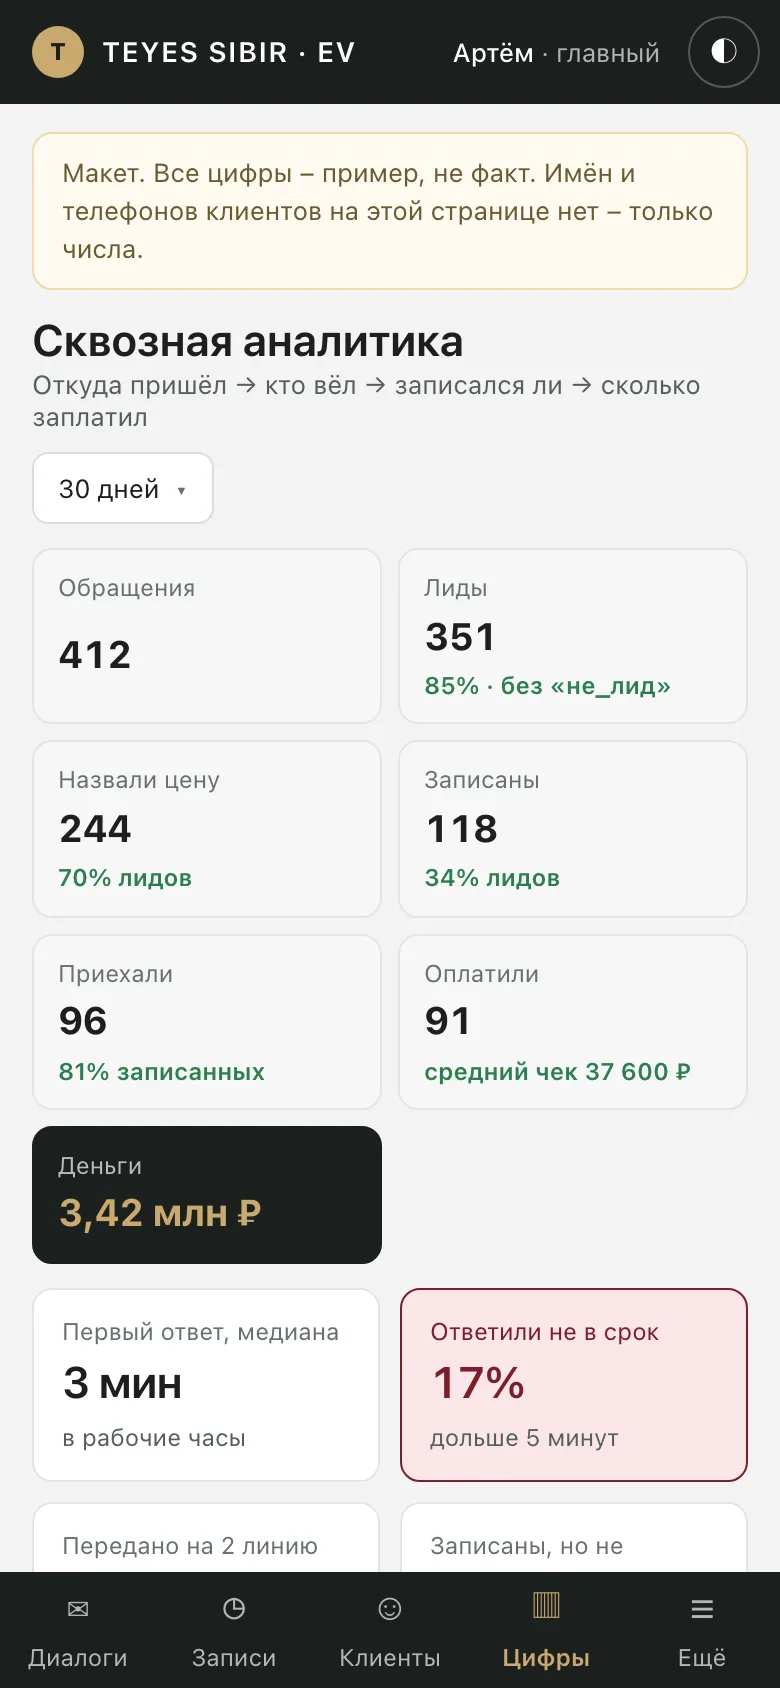 T TEYES SIBIR · EV Артём · главный
Макет. Все цифры – пример, не факт. Имён и
телефонов клиентов на этой странице нет – только
числа.
Сквозная аналитика
Откуда пришёл → кто вёл → записался ли → сколько
заплатил
30 дней ▾
Обращения
412
Лиды
351
85% · без «не_лид»
Назвали цену
244
70% лидов
Записаны
118
34% лидов
Приехали
96
81% записанных
Оплатили
91
средний чек 37 600 ₽
Деньги
3,42 млн ₽
Первый ответ, медиана
3 мин
в рабочие часы
Ответили не в срок
17%
дольше 5 минут
Передано на 2 линию
Записаны, но не
Диалоги Записи Клиенты Цифры Ещё